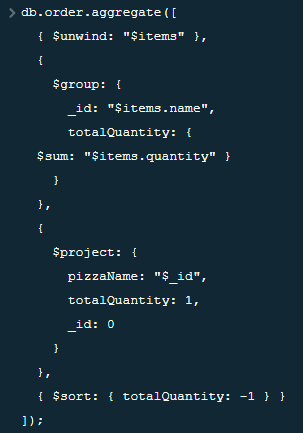 db.order.aggregate([
{ $unwind: "$items" },
{
$group: {
_id: "$items.name",
totalQuantity: {
$sum: "$items.quantity" }
}
},
{
$project: {
pizzaName: "$_id",
totalQuantity: 1,
_id: 0
}
},
{ $sort: { totalQuantity: -1 } }
]);